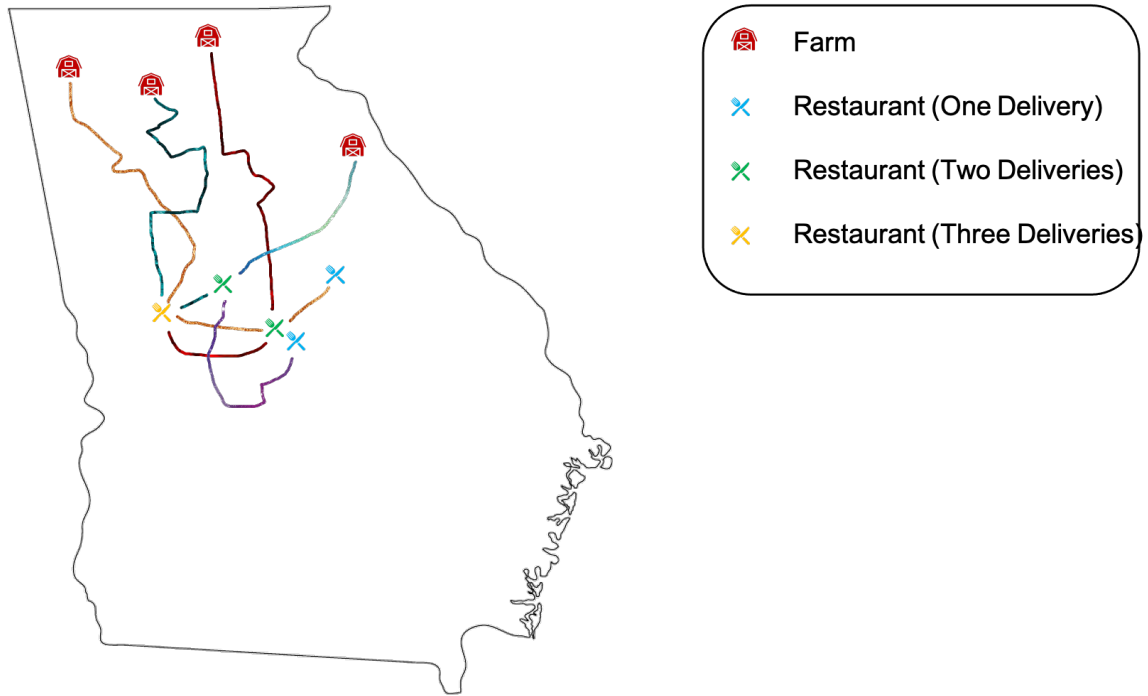 Farm
Restaurant (One Delivery)
Restaurant (Two Deliveries)
Restaurant (Three Deliveries)